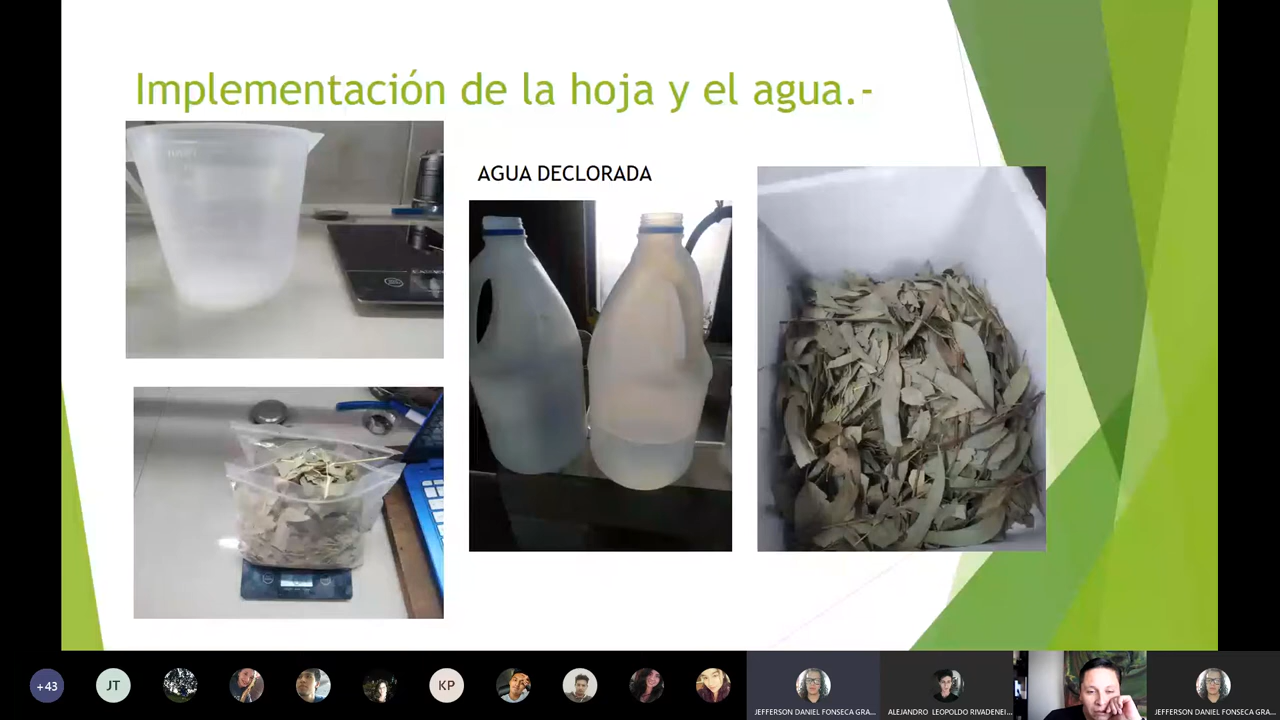 Implementación de la hoja y el agua.-
AGUA DECLORADA
+43
JT
KP
JEFFERSON DANIEL FONSECA GRA...
ALEJANDRO LEOPOLDO RIVADENEI...
JEFFERSON DANIEL FONSECA GRA...